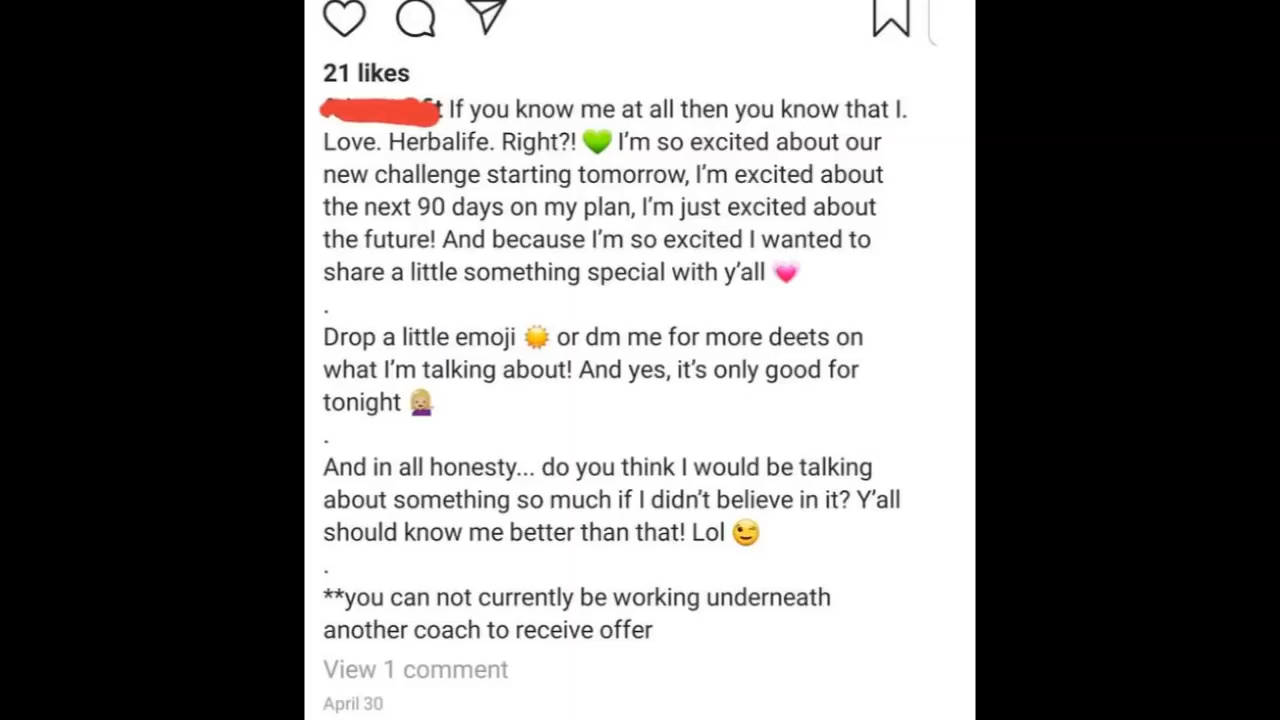 21 likes
If you know me at all then you know that I.
Love. Herbalife. Right?! 💚 I'm so excited about our
new challenge starting tomorrow, I'm excited about
the next 90 days on my plan, I'm just excited about
the future! And because I'm so excited I wanted to
share a little something special with y'all 💗
.
Drop a little emoji ☀️ or dm me for more deets on
what I'm talking about! And yes, it's only good for
tonight 💁🏼‍♀️
.
And in all honesty... do you think I would be talking
about something so much if I didn't believe in it? Y'all
should know me better than that! Lol 😉
.
**you can not currently be working underneath
another coach to receive offer
View 1 comment
April 30